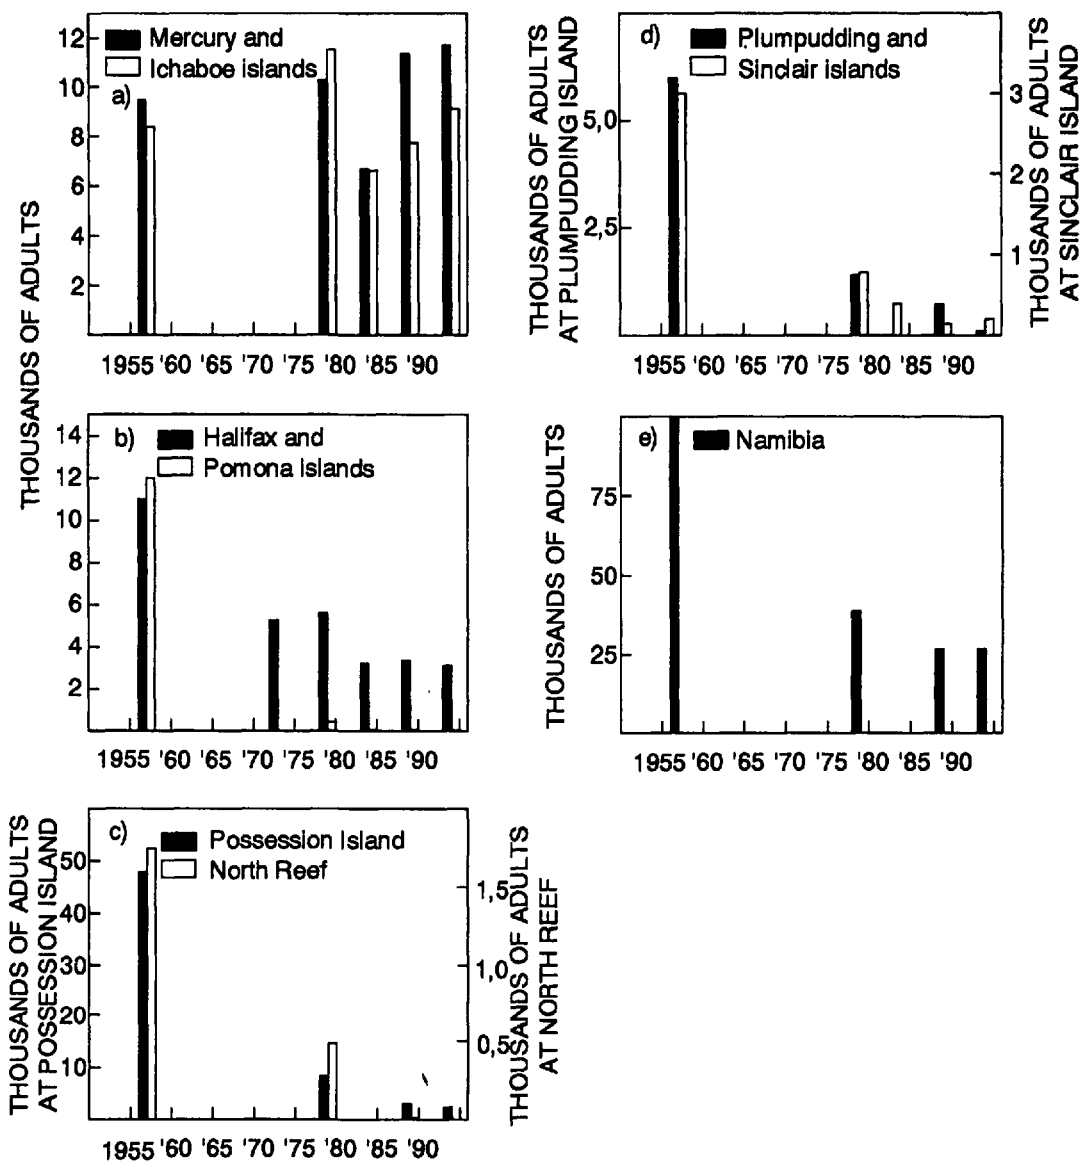 THOUSANDS OF ADULTS
12
10
8
6
4
2
a)
Mercury and
Ichaboe islands
1955 '60 '65 '70 '75 '80 '85 '90
14
12
10
8
6
4
2
b)
Halifax and
Pomona islands
1955 '60 '65 '70 '75 '80 '85 '90
THOUSANDS OF ADULTS
AT POSSESSION ISLAND
50
40
30
20
10
c)
Possession Island
North Reef
1,5
1,0
0,5
THOUSANDS OF ADULTS
AT NORTH REEF
1955 '60 '65 '70 '75 '80 '85 '90
THOUSANDS OF ADULTS
AT PLUMPUDDING ISLAND
5,0
2,5
d)
Plumpudding and
Sinclair islands
3
2
1
THOUSANDS OF ADULTS
AT SINCLAIR ISLAND
1955 '60 '65 '70 '75 '80 '85 '90
THOUSANDS OF ADULTS
75
50
25
e)
Namibia
1955 '60 '65 '70 '75 '80 '85 '90